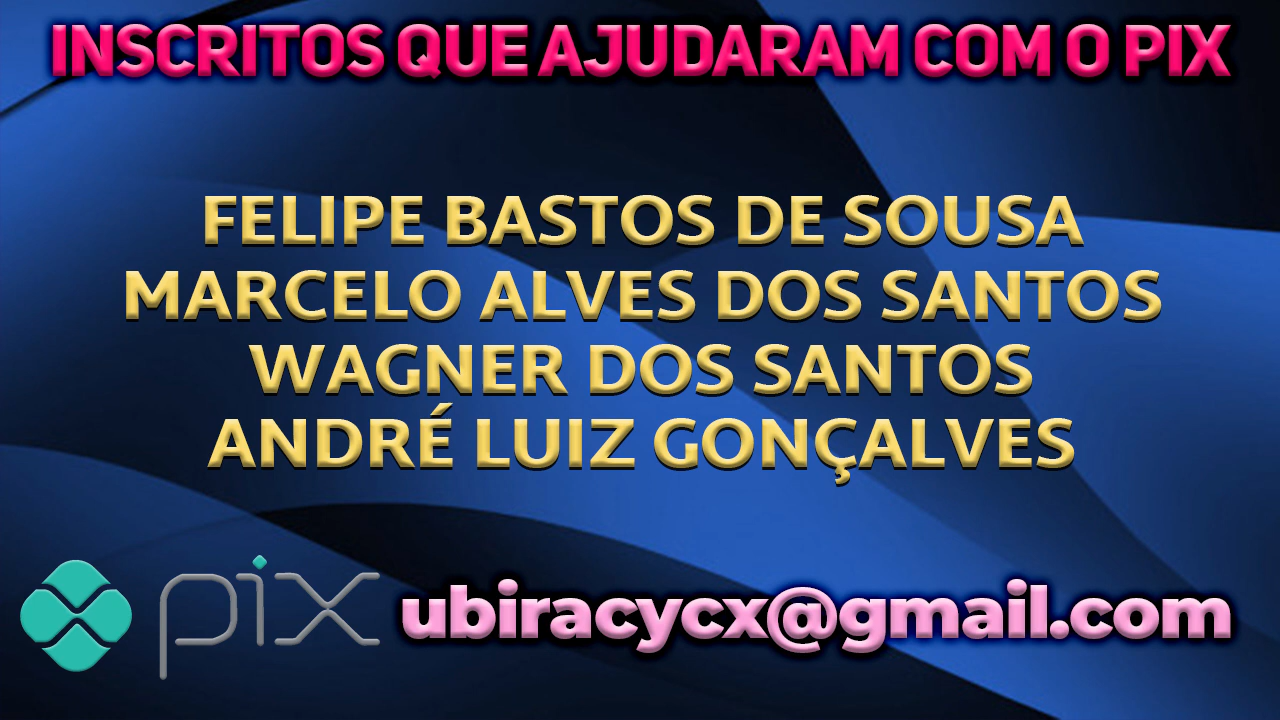 INSCRITOS QUE AJUDARAM COM O PIX
FELIPE BASTOS DE SOUSA
MARCELO ALVES DOS SANTOS
WAGNER DOS SANTOS
ANDRÉ LUIZ GONÇALVES
pix ubiracycx@gmail.com